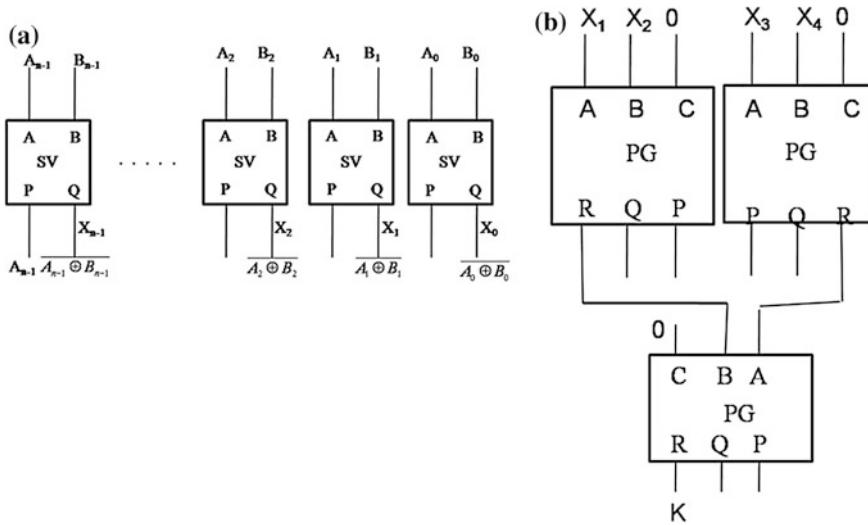 (a)
Aₙ₋₁ Bₙ₋₁ A₂ B₂ A₁ B₁ A₀ B₀
A B A B A B A B
SV . . . . . SV SV SV
P Q P Q P Q P Q
Xₙ₋₁ X₂ X₁ X₀
Aₙ₋₁ A̅ₙ₋₁ ⊕ Bₙ₋₁ A₂ ⊕ B₂ A₁ ⊕ B₁ A₀ ⊕ B₀
(b)
X₁ X₂ 0 X₃ X₄ 0
A B C A B C
PG PG
R Q P P Q R
0
C B A
PG
R Q P
K